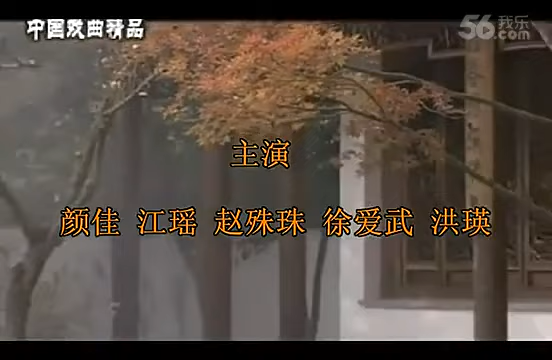 中国戏曲精品
56我乐
.com
主演
颜佳 江瑶 赵殊珠 徐爱武 洪瑛